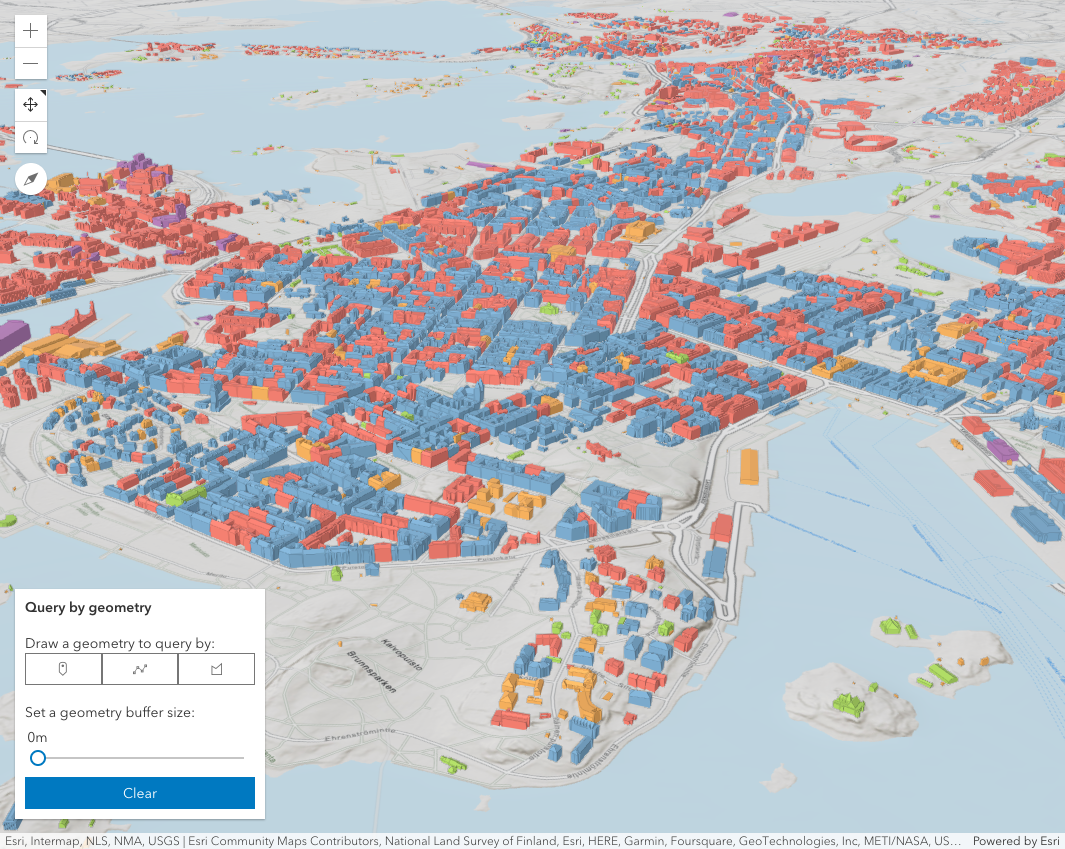 Kaivopuisto
Brunnsparken
Ehrenströmintie
Ehrenströmintie
Query by geometry
Draw a geometry to query by:
Set a geometry buffer size:
0m
Clear
Esri, Intermap, NLS, NMA, USGS | Esri Community Maps Contributors, National Land Survey of Finland, Esri, HERE, Garmin, Foursquare, GeoTechnologies, Inc, METI/NASA, US...
Powered by Esri